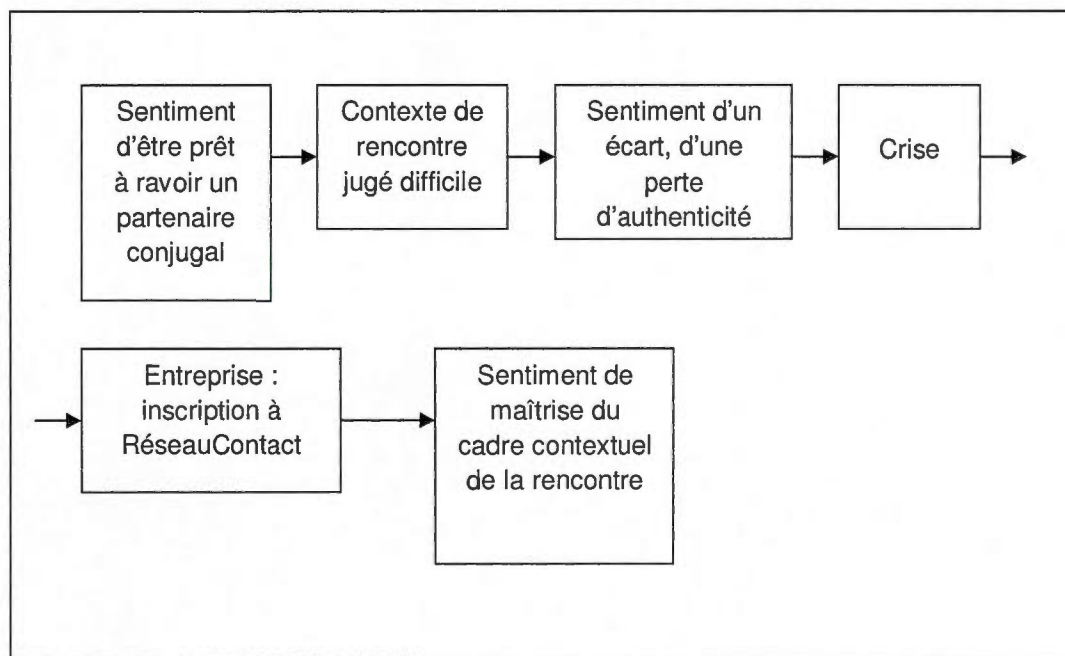 Sentiment
d'être prêt
à ravoir un
partenaire
conjugal
Contexte de
rencontre
jugé difficile
Sentiment d'un
écart, d'une
perte
d'authenticité
Crise
Entreprise :
inscription à
RéseauContact
Sentiment de
maîtrise du
cadre contextuel
de la rencontre